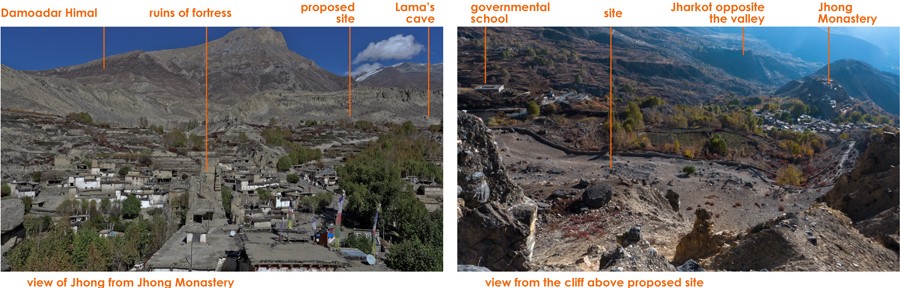 Damoadar Himal
ruins of fortress
proposed
site
Lama's
cave
governmental
school
site
Jharkot opposite
the valley
Jhong
Monastery
view of Jhong from Jhong Monastery
view from the cliff above proposed site